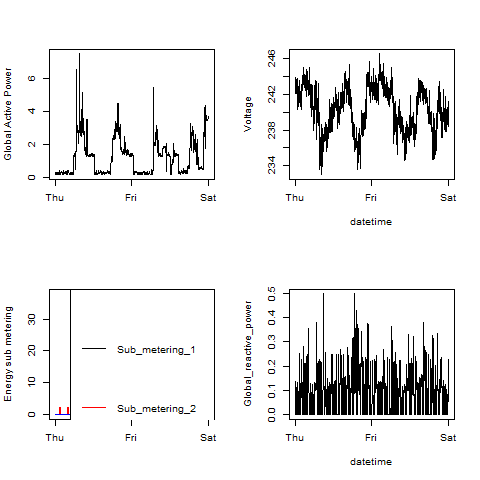 Global Active Power
0 2 4 6
Thu Fri Sat
Voltage
234 238 242 246
Thu Fri Sat
datetime
Energy sub metering
0 10 20 30
Sub_metering_1
Sub_metering_2
Thu Fri Sat
Global_reactive_power
0.0 0.1 0.2 0.3 0.4 0.5
Thu Fri Sat
datetime